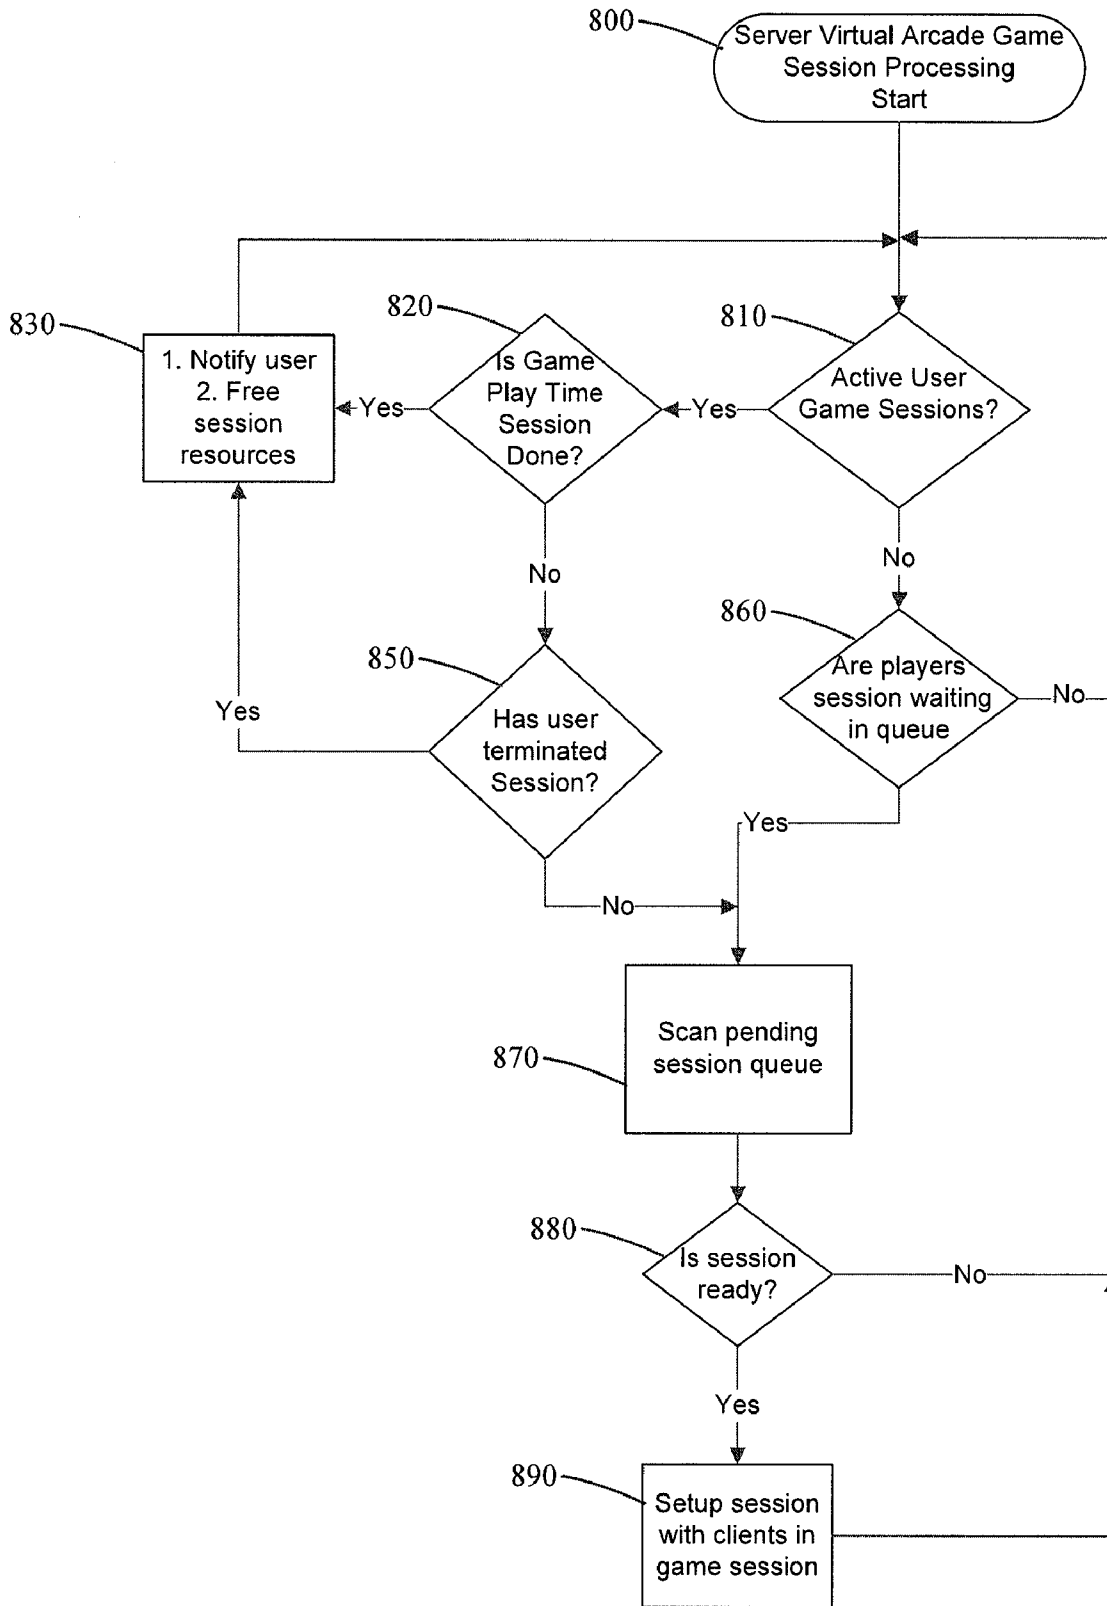 800
Server Virtual Arcade Game
Session Processing
Start
830
1. Notify user
2. Free
session
resources
Yes
820
Is Game
Play Time
Session
Done?
Yes
810
Active User
Game Sessions?
No
No
860
Are players
session waiting
in queue
No
850
Has user
terminated
Session?
Yes
Yes
No
870
Scan pending
session queue
880
Is session
ready?
No
Yes
890
Setup session
with clients in
game session